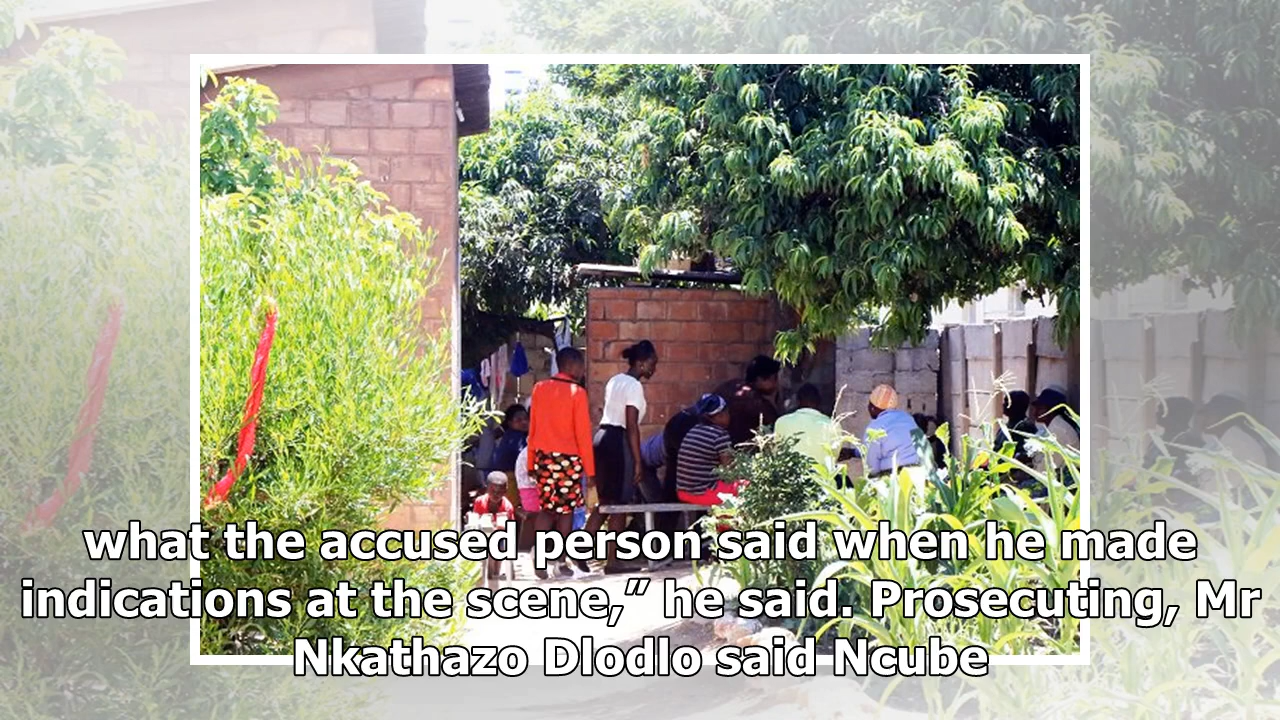 what the accused person said when he made
indications at the scene,” he said. Prosecuting, Mr
Nkathazo Dlodlo said Ncube